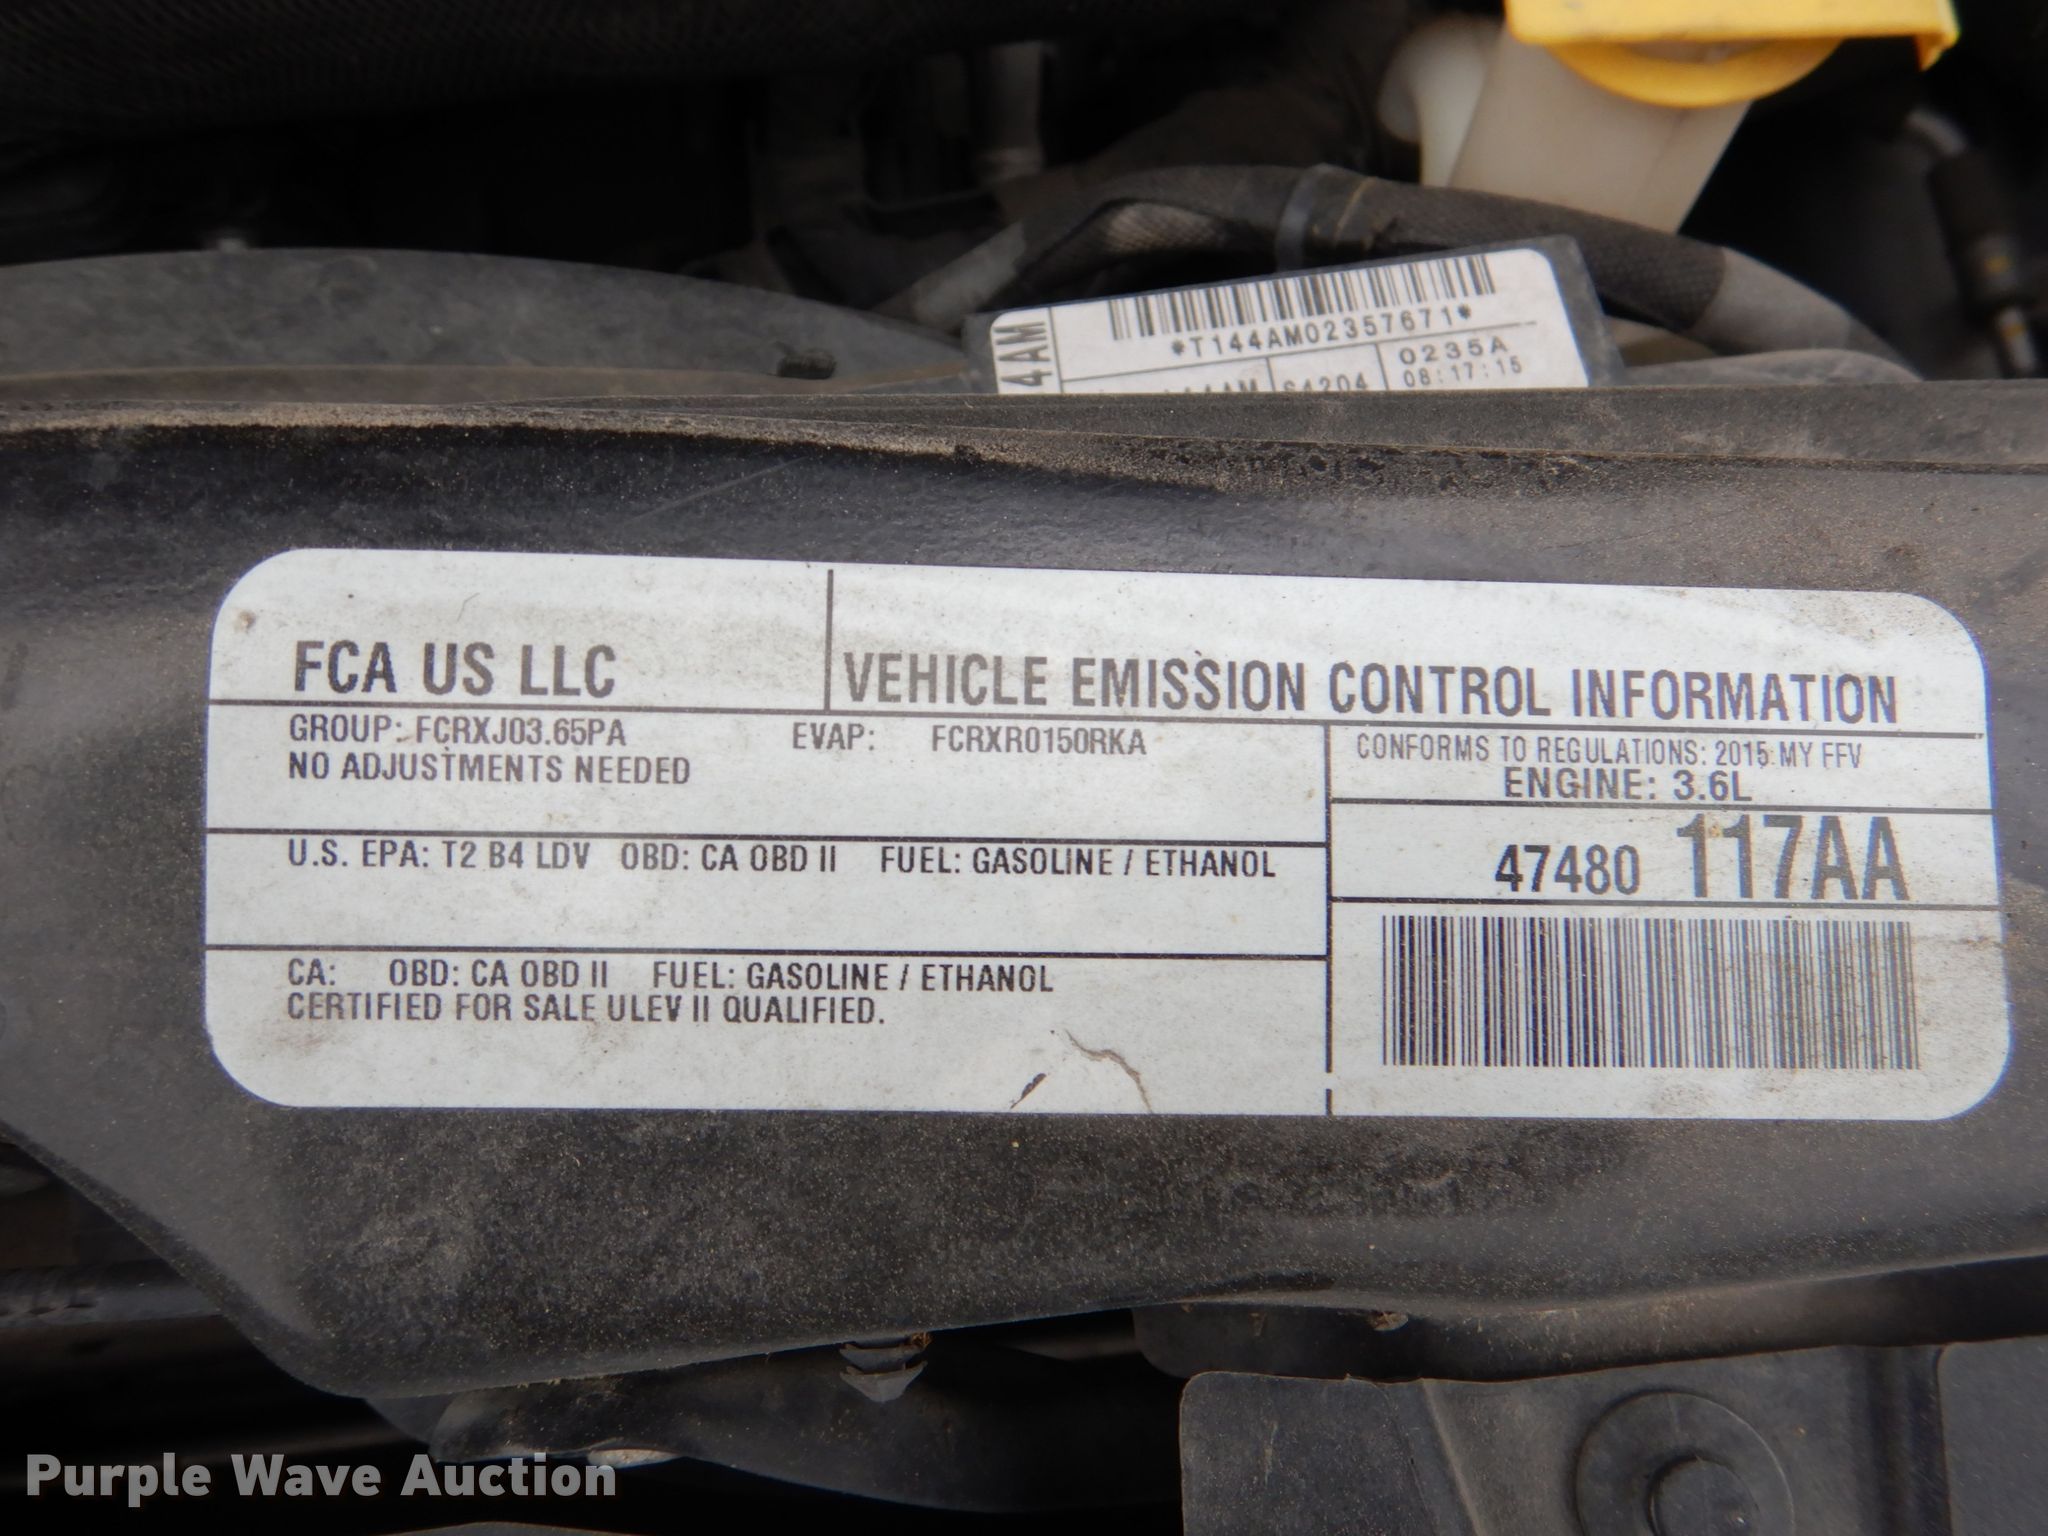 *T144AM02357671*
4AM
S4204
0235A
08:17:15
FCA US LLC
VEHICLE EMISSION CONTROL INFORMATION
GROUP: FCRXJ03.65PA EVAP: FCRXR0150RKA
NO ADJUSTMENTS NEEDED
CONFORMS TO REGULATIONS: 2015 MY FFV
ENGINE: 3.6L
U.S. EPA: T2 B4 LDV OBD: CA OBD II FUEL: GASOLINE / ETHANOL
47480 117AA
CA: OBD: CA OBD II FUEL: GASOLINE / ETHANOL
CERTIFIED FOR SALE ULEV II QUALIFIED.
Purple Wave Auction